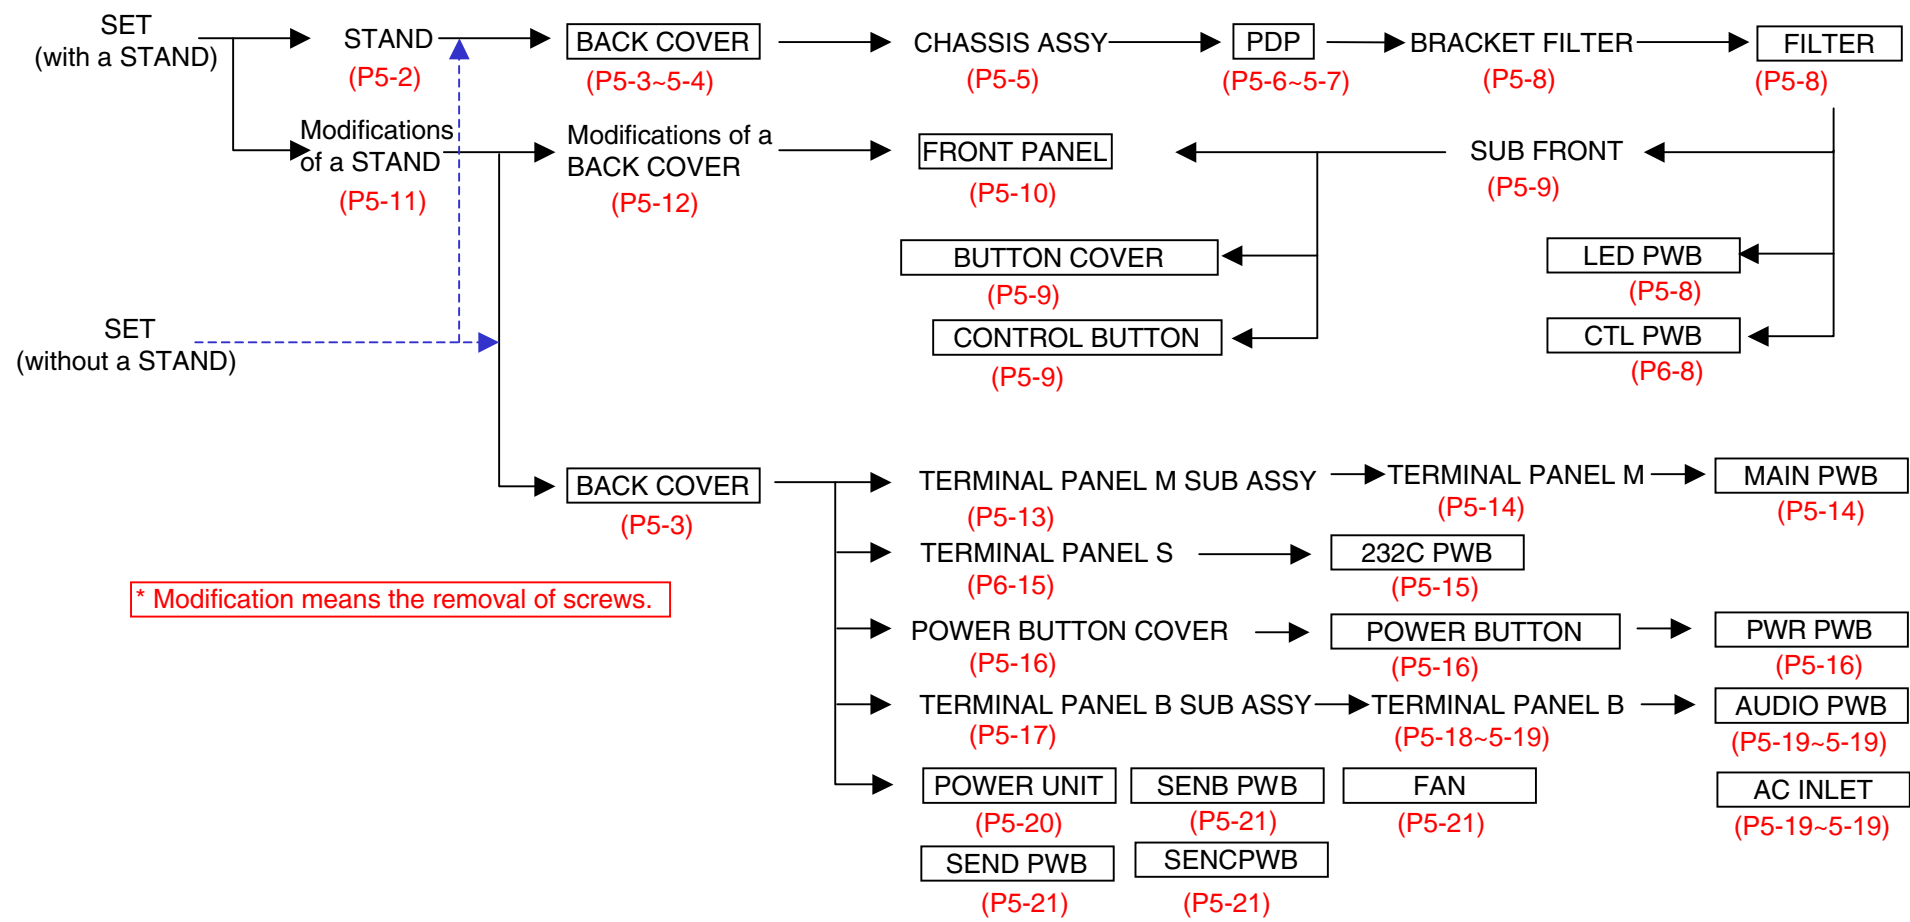 SET
(with a STAND)
STAND
(P5-2)
BACK COVER
(P5-3~5-4)
CHASSIS ASSY
(P5-5)
PDP
(P5-6~5-7)
BRACKET FILTER
(P5-8)
FILTER
(P5-8)
Modifications
of a STAND
(P5-11)
Modifications of a
BACK COVER
(P5-12)
FRONT PANEL
(P5-10)
SUB FRONT
(P5-9)
BUTTON COVER
(P5-9)
LED PWB
(P5-8)
SET
(without a STAND)
CONTROL BUTTON
(P5-9)
CTL PWB
(P6-8)
BACK COVER
(P5-3)
TERMINAL PANEL M SUB ASSY
(P5-13)
TERMINAL PANEL M
(P5-14)
MAIN PWB
(P5-14)
TERMINAL PANEL S
(P6-15)
232C PWB
(P5-15)
* Modification means the removal of screws.
POWER BUTTON COVER
(P5-16)
POWER BUTTON
(P5-16)
PWR PWB
(P5-16)
TERMINAL PANEL B SUB ASSY
(P5-17)
TERMINAL PANEL B
(P5-18~5-19)
AUDIO PWB
(P5-19~5-19)
POWER UNIT
(P5-20)
SENB PWB
(P5-21)
FAN
(P5-21)
AC INLET
(P5-19~5-19)
SEND PWB
(P5-21)
SENCPWB
(P5-21)